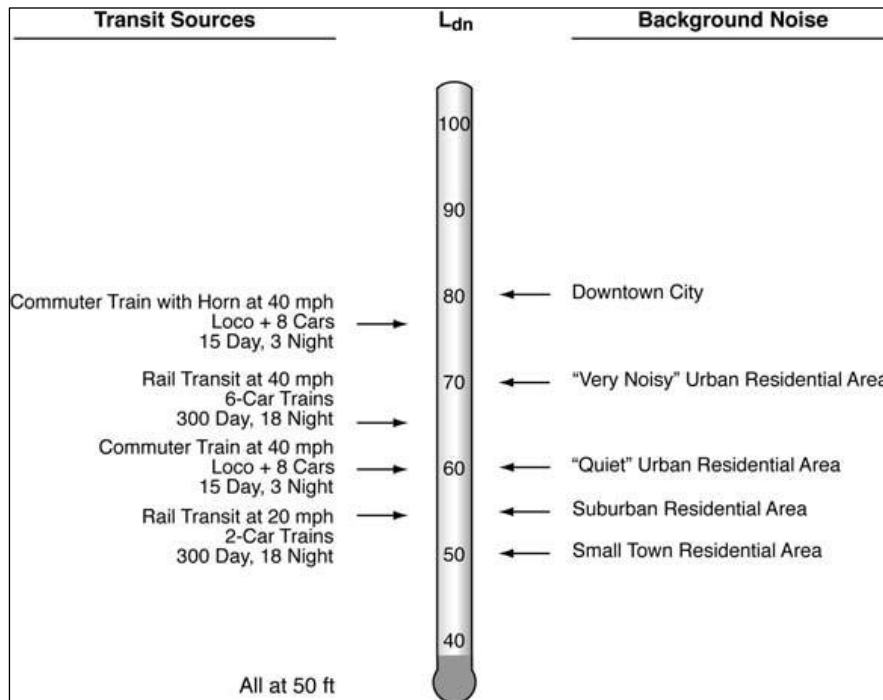 Transit Sources
Ldn
Background Noise
100
90
80
70
60
50
40
Commuter Train with Horn at 40 mph
Loco + 8 Cars
15 Day, 3 Night
Rail Transit at 40 mph
6-Car Trains
300 Day, 18 Night
Commuter Train at 40 mph
Loco + 8 Cars
15 Day, 3 Night
Rail Transit at 20 mph
2-Car Trains
300 Day, 18 Night
All at 50 ft
Downtown City
“Very Noisy” Urban Residential Area
“Quiet” Urban Residential Area
Suburban Residential Area
Small Town Residential Area